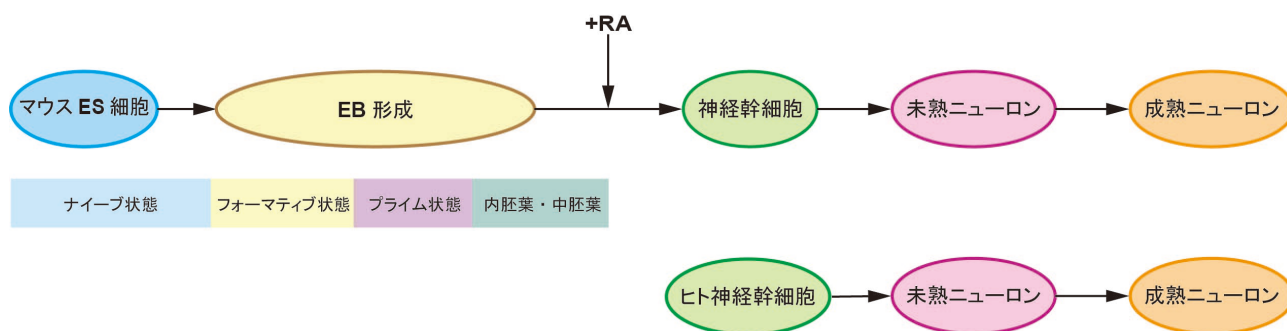 +RA
マウス ES 細胞
EB 形成
神経幹細胞
未熟ニューロン
成熟ニューロン
ナイーブ状態
フォーマティブ状態
プライム状態
内胚葉・中胚葉
ヒト神経幹細胞
未熟ニューロン
成熟ニューロン